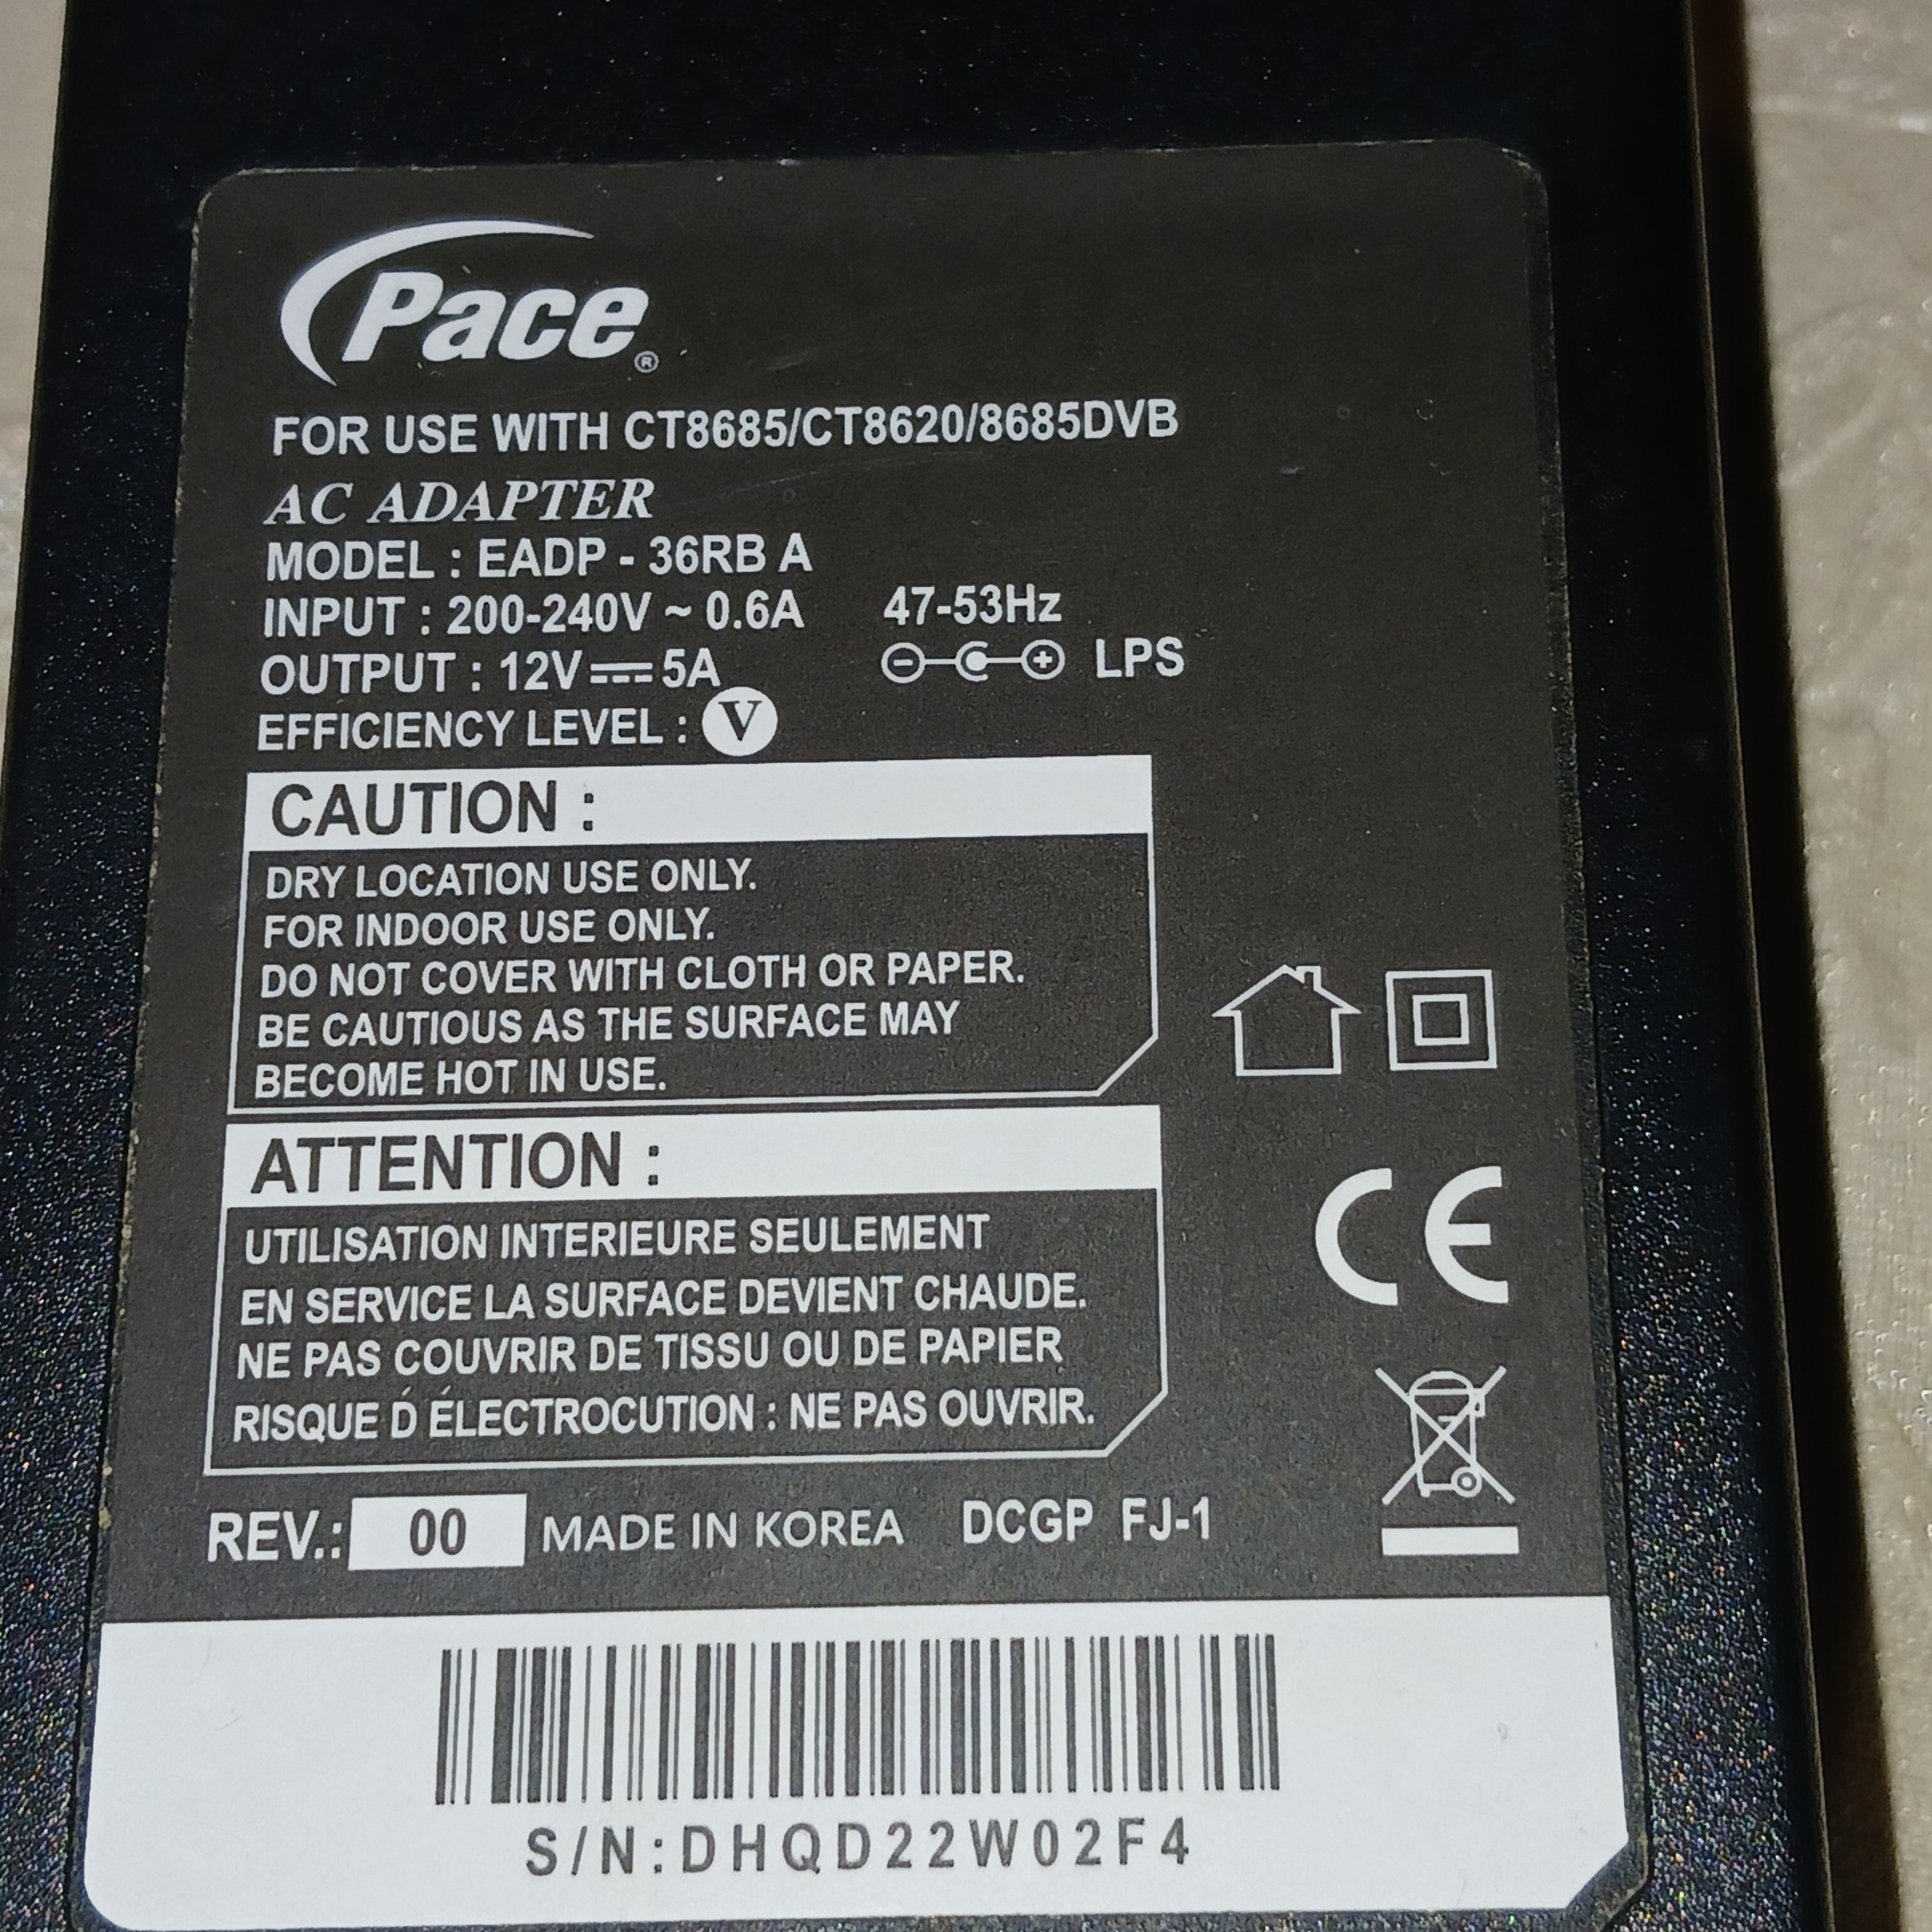 Pace®
FOR USE WITH CT8685/CT8620/8685DVB
AC ADAPTER
MODEL : EADP - 36RB A
INPUT : 200-240V ~ 0.6A 47-53Hz
OUTPUT : 12V⎓5A LPS
EFFICIENCY LEVEL : V
CAUTION :
DRY LOCATION USE ONLY.
FOR INDOOR USE ONLY.
DO NOT COVER WITH CLOTH OR PAPER.
BE CAUTIOUS AS THE SURFACE MAY
BECOME HOT IN USE.
ATTENTION :
UTILISATION INTERIEURE SEULEMENT
EN SERVICE LA SURFACE DEVIENT CHAUDE.
NE PAS COUVRIR DE TISSU OU DE PAPIER
RISQUE D´ÉLECTROCUTION : NE PAS OUVRIR.
CE
REV.: 00 MADE IN KOREA DCGP FJ-1
S/N:DHQD22W02F4